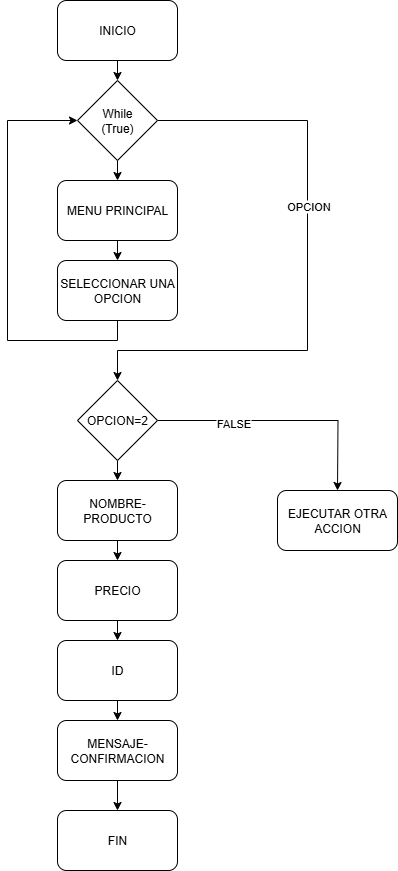 INICIO
While
(True)
MENU PRINCIPAL
OPCION
SELECCIONAR UNA
OPCION
OPCION=2
FALSE
NOMBRE-
PRODUCTO
EJECUTAR OTRA
ACCION
PRECIO
ID
MENSAJE-
CONFIRMACION
FIN